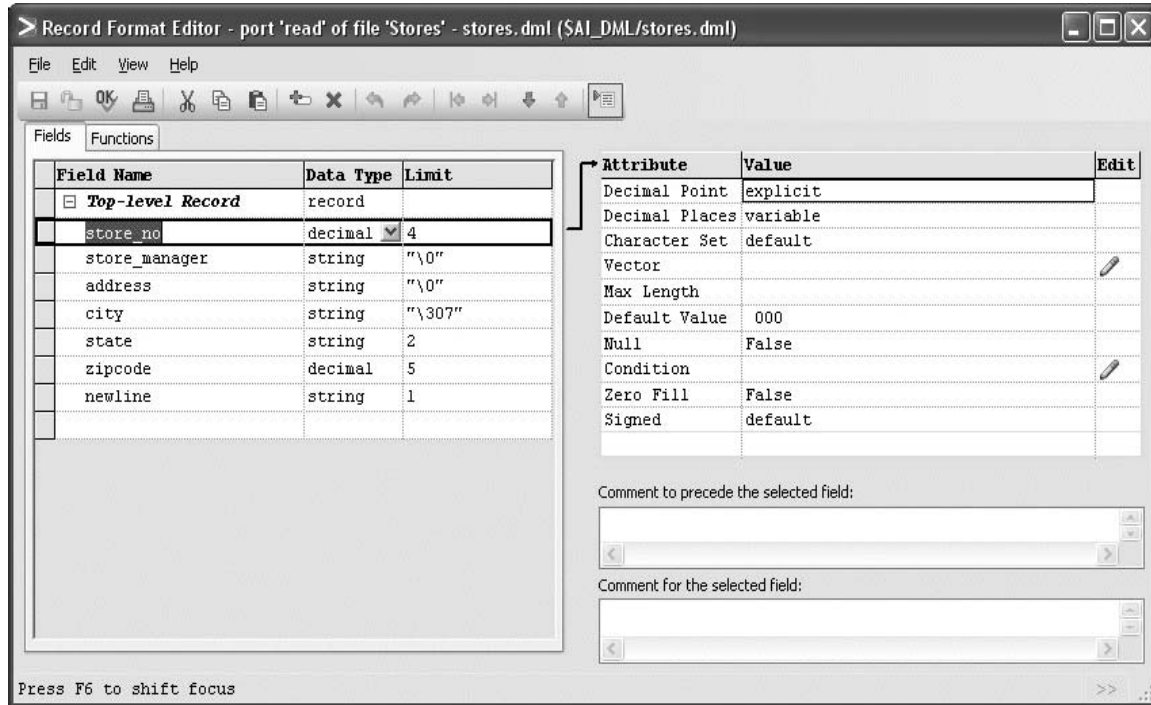 Record Format Editor - port 'read' of file 'Stores' - stores.dml ($AI_DML/stores.dml)
File Edit View Help
OK
Fields Functions
Field Name Data Type Limit
Top-level Record record
store_no decimal 4
store_manager string "\0"
address string "\0"
city string "\307"
state string 2
zipcode decimal 5
newline string 1
Attribute Value Edit
Decimal Point explicit
Decimal Places variable
Character Set default
Vector
Max Length
Default Value 000
Null False
Condition
Zero Fill False
Signed default
Comment to precede the selected field:
Comment for the selected field:
Press F6 to shift focus >>